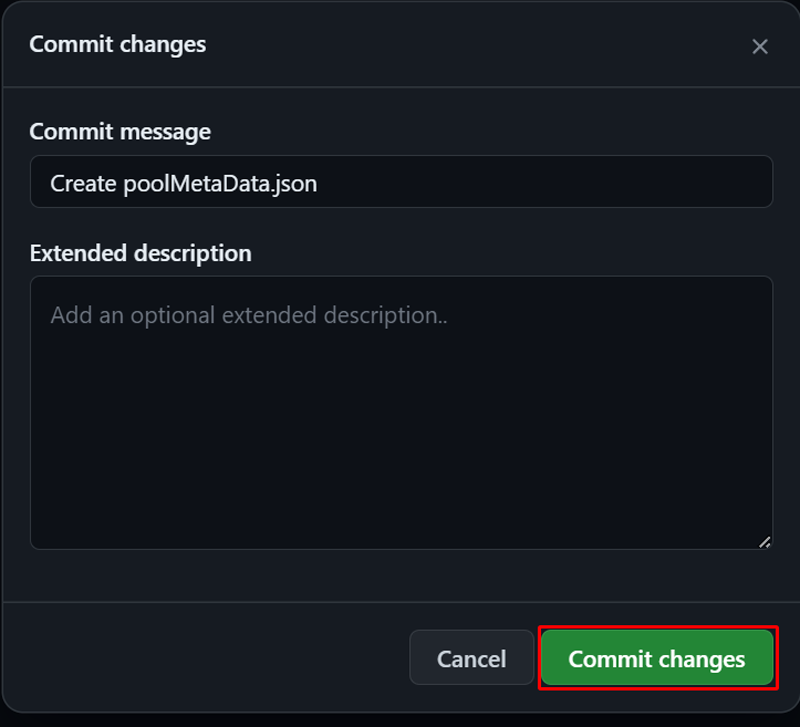 Commit changes
Commit message
Create poolMetaData.json
Extended description
Add an optional extended description..
Cancel
Commit changes